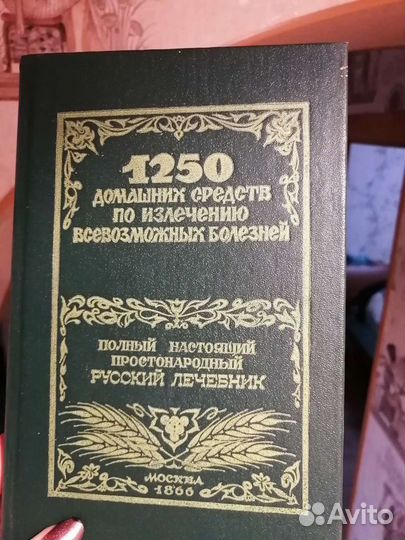 1250
ДОМАШНИХ СРЕДСТВ
ПО ИЗЛЕЧЕНИЮ
ВСЕВОЗМОЖНЫХ БОЛЕЗНЕЙ
ПОЛНЫЙ НАСТОЯЩИЙ
ПРОСТОНАРОДНЫЙ
РУССКИЙ ЛЕЧЕБНИК
МОСКВА
1866
Avito